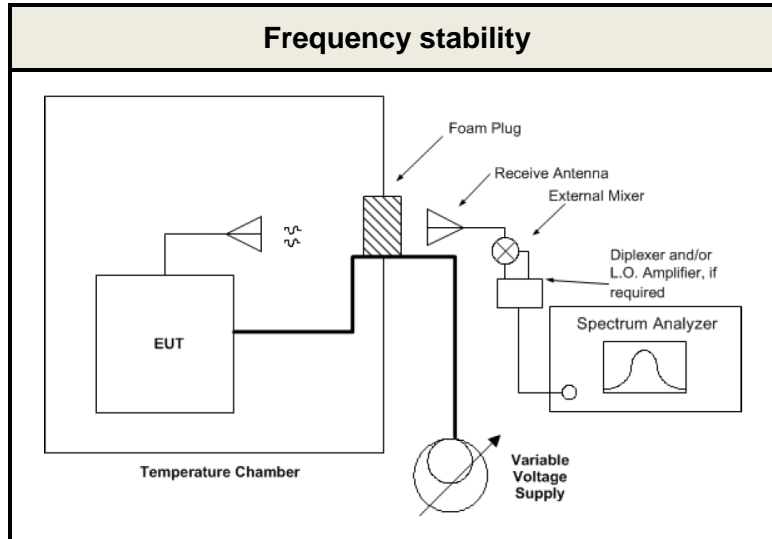 Frequency stability
Foam Plug
Receive Antenna
External Mixer
Diplexer and/or
L.O. Amplifier, if
required
Spectrum Analyzer
EUT
Temperature Chamber
Variable
Voltage
Supply